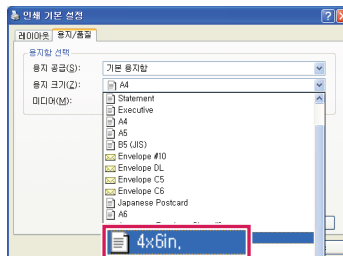 인쇄 기본 설정
레이아웃 용지/품질
용지함 선택
용지 공급(S): 기본 용지함
용지 크기(Z): A4
미디어(M):
Statement
Executive
A4
A5
B5 (JIS)
Envelope #10
Envelope DL
Envelope C5
Envelope C6
Japanese Postcard
A6
4x6in.